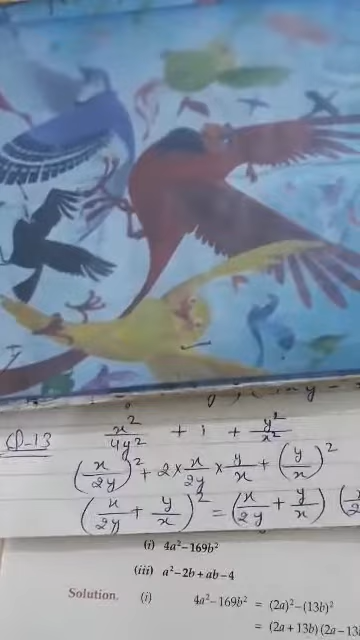 Q-13 x²/4y² + 1 + y²/x²
(x/2y)² + 2 × x/2y × y/x + (y/x)²
(x/2y + y/x)² = (x/2y + y/x)
(i) 4a²−169b²
(iii) a²−2b+ab−4
Solution. (i) 4a²−169b² = (2a)²−(13b)²
= (2a+13b)(2a−13